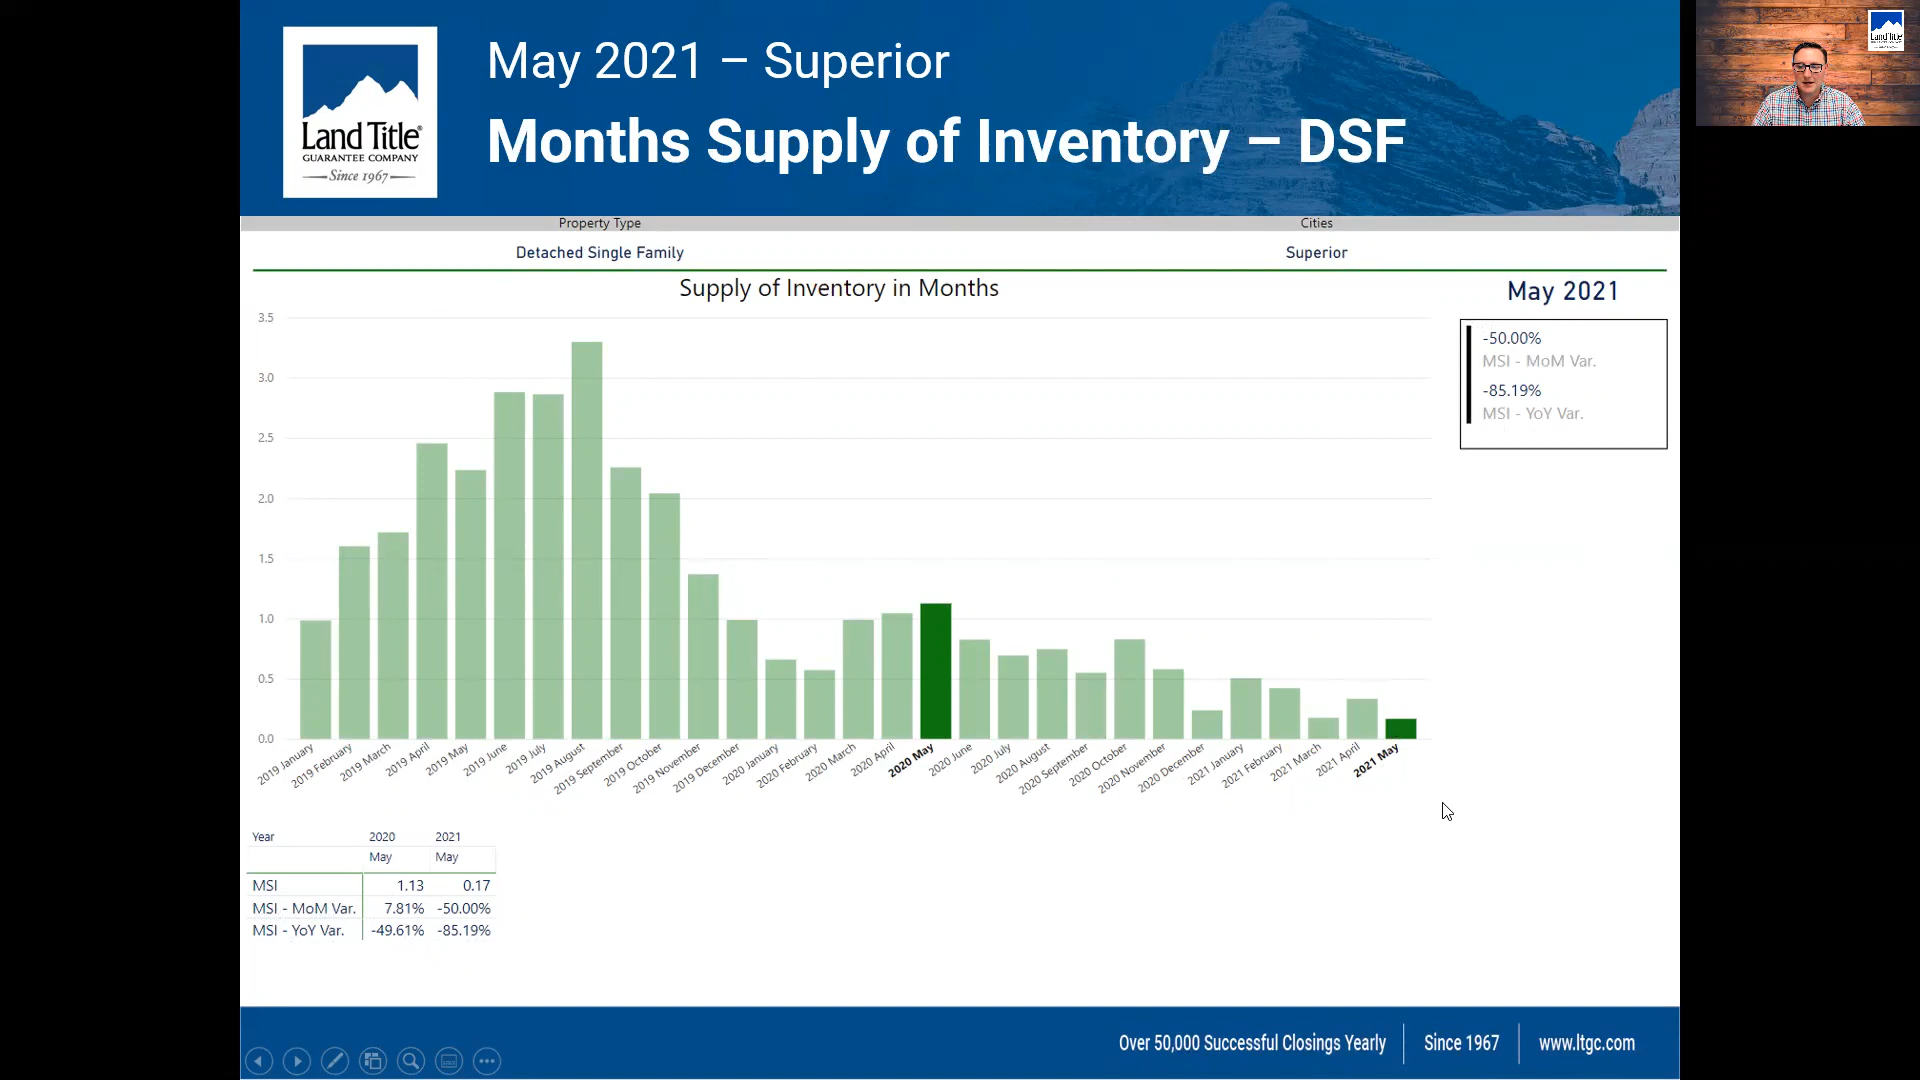 May 2021 – Superior
Months Supply of Inventory – DSF
Land Title®
GUARANTEE COMPANY
Since 1967
Land Title
Property Type
Cities
Detached Single Family
Superior
Supply of Inventory in Months
May 2021
-50.00%
MSI - MoM Var.
-85.19%
MSI - YoY Var.
3.5
3.0
2.5
2.0
1.5
1.0
0.5
0.0
2019 January
2019 February
2019 March
2019 April
2019 May
2019 June
2019 July
2019 August
2019 September
2019 October
2019 November
2019 December
2020 January
2020 February
2020 March
2020 April
2020 May
2020 June
2020 July
2020 August
2020 September
2020 October
2020 November
2020 December
2021 January
2021 February
2021 March
2021 April
2021 May
Year 2020 2021
May May
MSI 1.13 0.17
MSI - MoM Var. 7.81% -50.00%
MSI - YoY Var. -49.61% -85.19%
Over 50,000 Successful Closings Yearly
Since 1967
www.ltgc.com